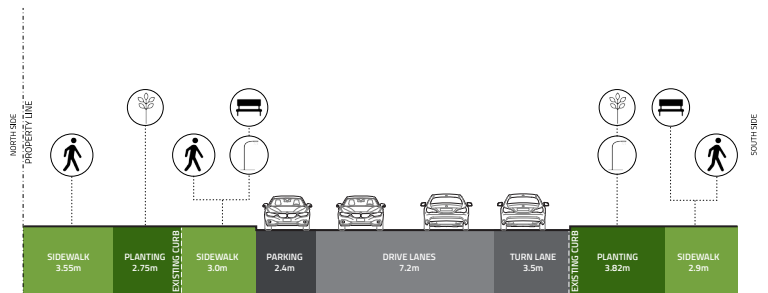 NORTH SIDE
PROPERTY LINE
SOUTH SIDE
SIDEWALK
3.55m
PLANTING
2.75m
EXISTING CURB
SIDEWALK
3.0m
PARKING
2.4m
DRIVE LANES
7.2m
TURN LANE
3.5m
EXISTING CURB
PLANTING
3.82m
SIDEWALK
2.9m